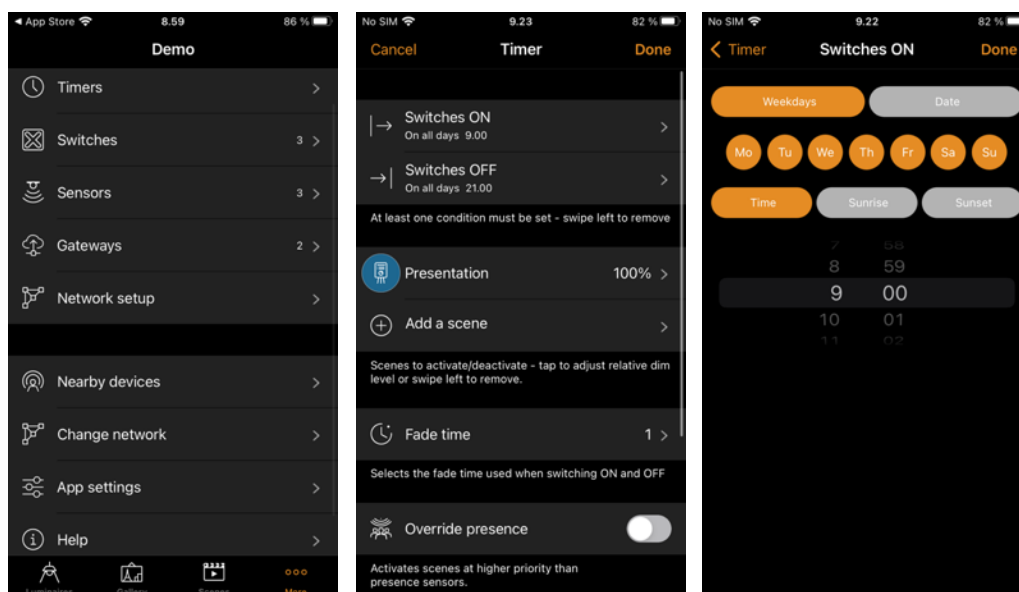 App Store
8.59
86 %
Demo
Timers
Switches
3
Sensors
3
Gateways
2
Network setup
Nearby devices
Change network
App settings
Help
Gallery
No SIM
9.23
82 %
Cancel
Timer
Done
Switches ON
On all days 9.00
Switches OFF
On all days 21.00
At least one condition must be set - swipe left to remove
Presentation
100%
Add a scene
Scenes to activate/deactivate - tap to adjust relative dim
level or swipe left to remove.
Fade time
1
Selects the fade time used when switching ON and OFF
Override presence
Activates scenes at higher priority than
presence sensors.
No SIM
9.22
82 %
Timer
Switches ON
Done
Weekdays
Date
Mo Tu We Th Fr Sa Su
Time
Sunrise
Sunset
7 58
8 59
9 00
10 01
11 02